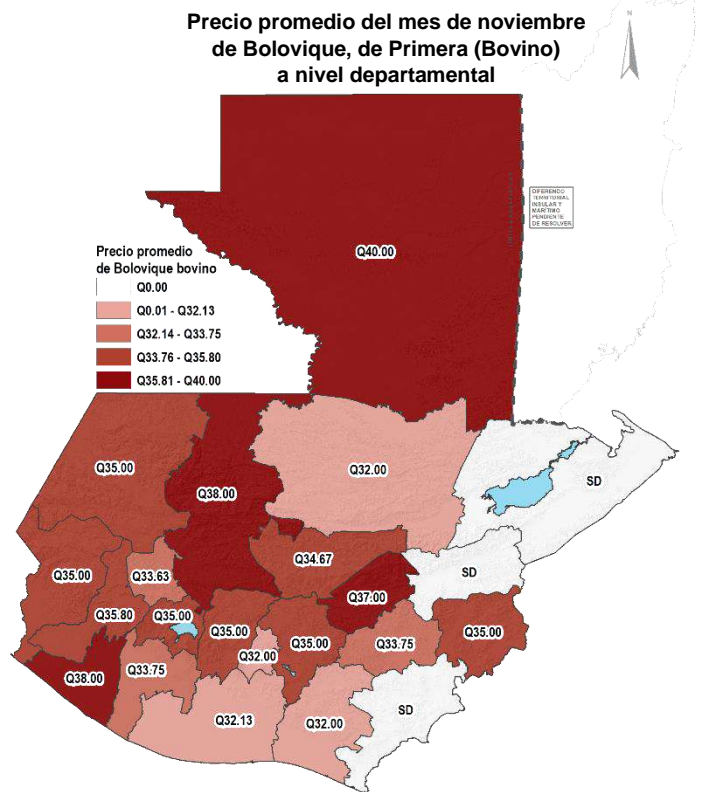 Precio promedio del mes de noviembre
de Bolovique, de Primera (Bovino)
a nivel departamental
N
DIFERENDO
TERRITORIAL
INSULAR Y
MARÍTIMO
PENDIENTE
DE RESOLVER
Q40.00
Precio promedio
de Bolovique bovino
Q0.00
Q0.01 - Q32.13
Q32.14 - Q33.75
Q33.76 - Q35.80
Q35.81 - Q40.00
Q35.00
Q38.00
Q32.00
SD
Q34.67
Q35.00
Q33.63
SD
Q37.00
Q35.80
Q35.00
Q35.00
Q35.00
Q33.75
Q35.00
Q32.00
Q38.00
Q33.75
Q32.13
Q32.00
SD